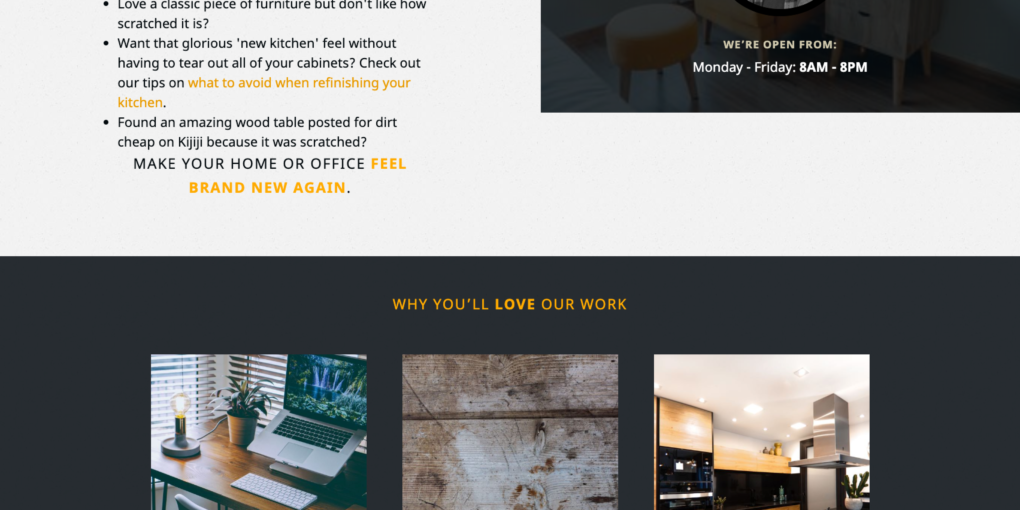 Love a classic piece of furniture but don't like how
scratched it is?
Want that glorious 'new kitchen' feel without
having to tear out all of your cabinets? Check out
our tips on what to avoid when refinishing your
kitchen.
Found an amazing wood table posted for dirt
cheap on Kijiji because it was scratched?
MAKE YOUR HOME OR OFFICE FEEL
BRAND NEW AGAIN.
WE'RE OPEN FROM:
Monday - Friday: 8AM - 8PM
WHY YOU'LL LOVE OUR WORK